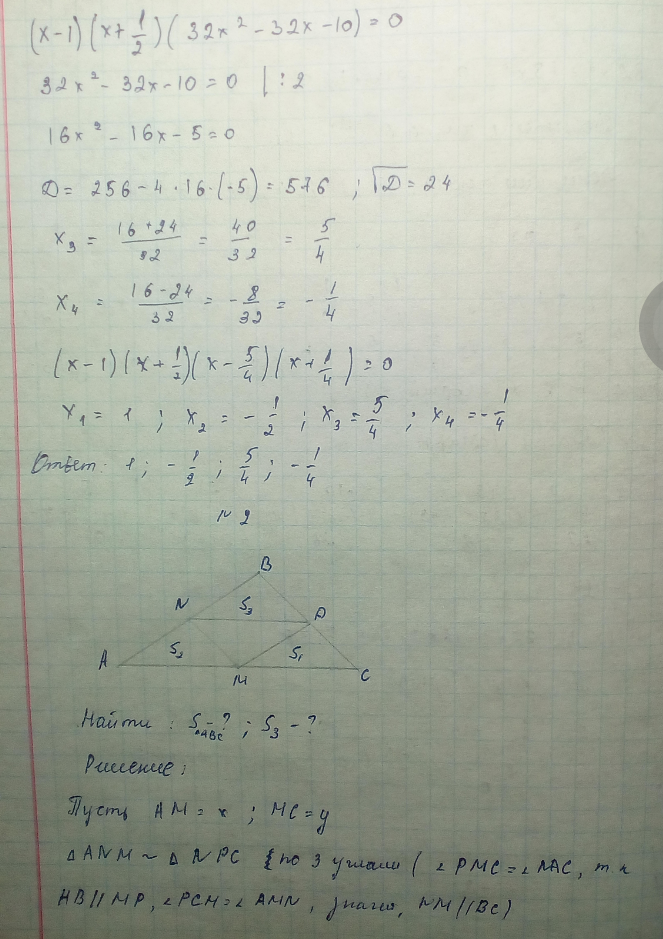 (x-1)(x+1/2)(32x² - 32x - 10) = 0
32x² - 32x - 10 = 0 | : 2
16x² - 16x - 5 = 0
D = 256 - 4 · 16 · (-5) = 576 ; √D = 24
x₃ = (16+24)/32 = 40/32 = 5/4
x₄ = (16-24)/32 = -8/32 = -1/4
(x-1)(x+1/2)(x-5/4)(x+1/4) = 0
x₁ = 1 ; x₂ = -1/2 ; x₃ = 5/4 ; x₄ = -1/4
Ответ: 1 ; -1/2 ; 5/4 ; -1/4
№ 2
B
N S₃ P
A S₂ M S₁ C
Найти : S△ABC - ? ; S₃ - ?
Решение:
Пусть AM = x ; MC = y
△ANM ~ △MPC по 3 углам ( ∠PMC = ∠NAC, т к
AB // MP, ∠PCM = ∠AMN, значит, NM // BC)